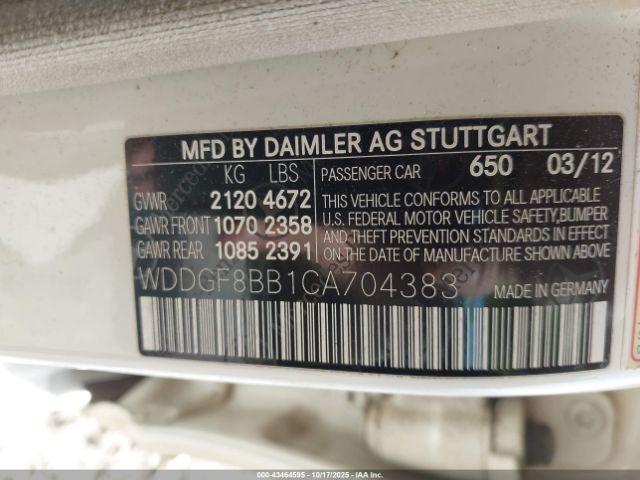 MFD BY DAIMLER AG STUTTGART
KG LBS
GVWR 2120 4672
GAWR FRONT 1070 2358
GAWR REAR 1085 2391
PASSENGER CAR 650 03/12
THIS VEHICLE CONFORMS TO ALL APPLICABLE
U.S. FEDERAL MOTOR VEHICLE SAFETY,BUMPER
AND THEFT PREVENTION STANDARDS IN EFFECT
ON THE DATE OF MANUFACTURE SHOWN ABOVE
WDDGF8BB1CA704383
MADE IN GERMANY
000-43464595 - 10/17/2025 - IAAI, Inc.